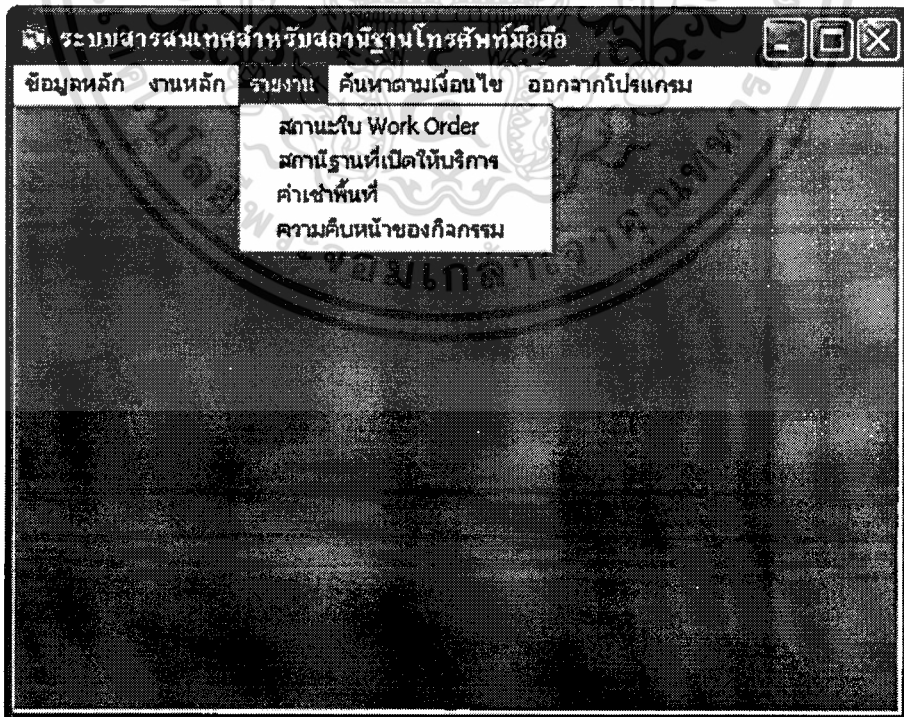 ระบบสารสนเทศสำหรับสถานีฐานโทรศัพท์มือถือ
ข้อมูลหลัก งานหลัก รายงาน ค้นหาตามเงื่อนไข ออกจากโปรแกรม
สถานะใบ Work Order
สถานีฐานที่เปิดให้บริการ
ค่าเช่าพื้นที่
ความคืบหน้าของกิจกรรม